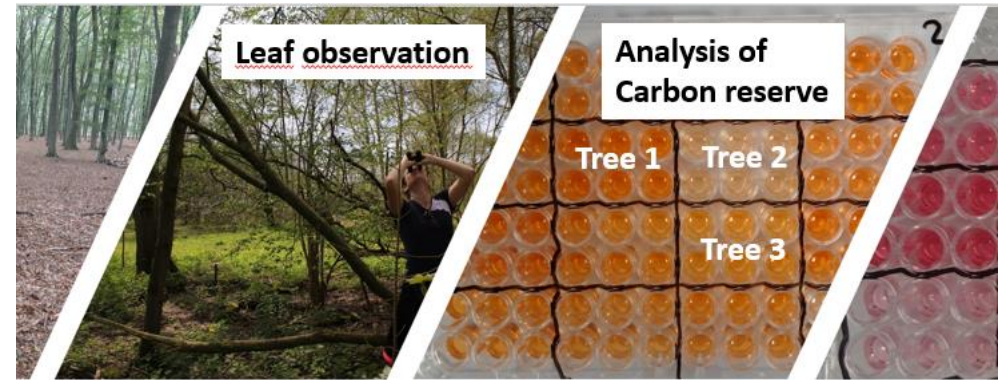 Leaf observation
Analysis of
Carbon reserve
2
Tree 1
Tree 2
Tree 3